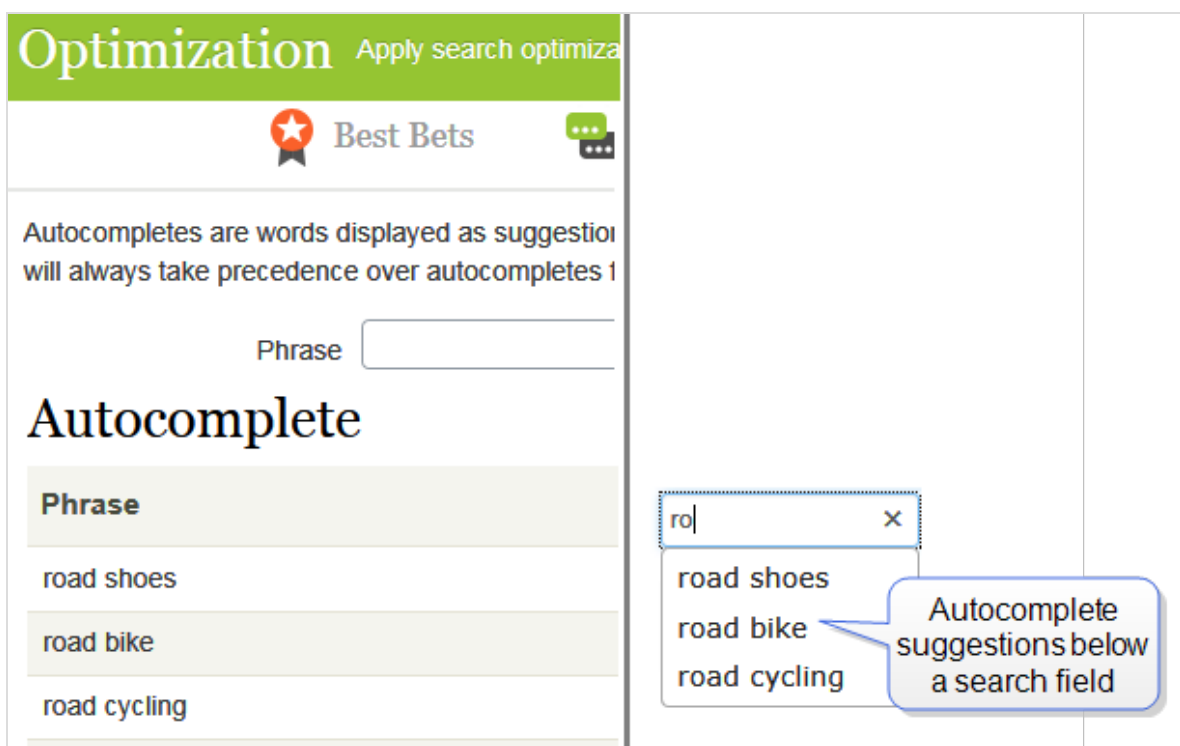 Optimization Apply search optimiza
Best Bets
Autocompletes are words displayed as suggestion
will always take precedence over autocompletes f
Phrase
Autocomplete
Phrase
road shoes
road bike
road cycling
ro
road shoes
road bike
road cycling
Autocomplete
suggestions below
a search field